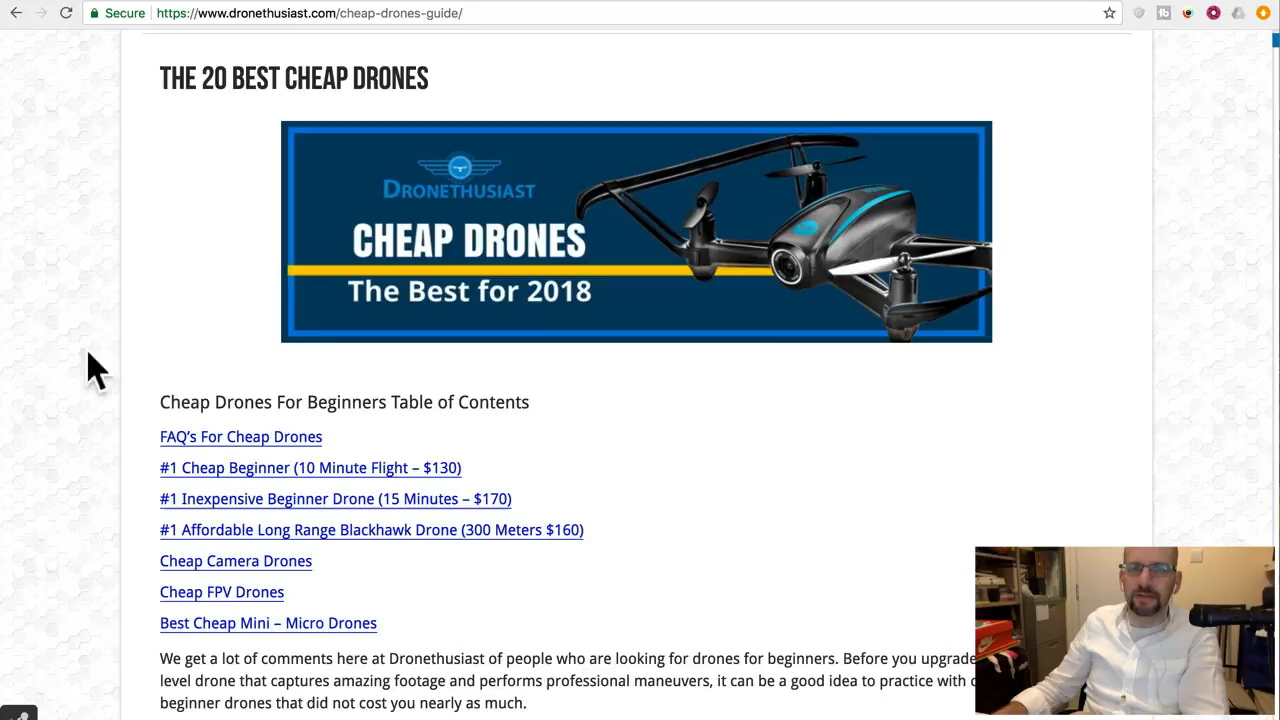 Secure
https://www.dronethusiast.com/cheap-drones-guide/
THE 20 BEST CHEAP DRONES
DRONETHUSIAST
CHEAP DRONES
The Best for 2018
Cheap Drones For Beginners Table of Contents
FAQ's For Cheap Drones
#1 Cheap Beginner (10 Minute Flight – $130)
#1 Inexpensive Beginner Drone (15 Minutes – $170)
#1 Affordable Long Range Blackhawk Drone (300 Meters $160)
Cheap Camera Drones
Cheap FPV Drones
Best Cheap Mini – Micro Drones
We get a lot of comments here at Dronethusiast of people who are looking for drones for beginners. Before you upgrade
level drone that captures amazing footage and performs professional maneuvers, it can be a good idea to practice with
beginner drones that did not cost you nearly as much.